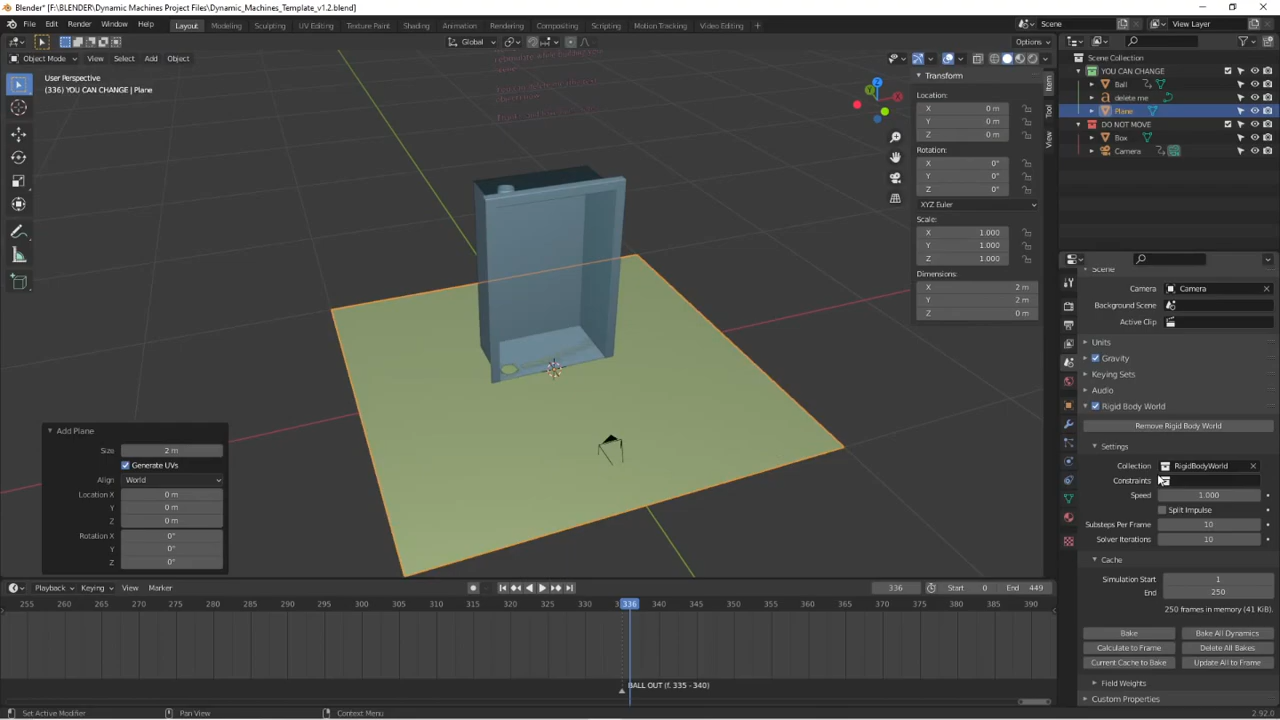 Blender* [F:\BLENDER\Dynamic_Machines Project Files\Dynamic_Machines_Template_v1.2.blend]
File Edit Render Window Help Layout Modeling Sculpting UV Editing Texture Paint Shading Animation Rendering Compositing Scripting Motion Tracking Video Editing + Scene View Layer
Global Options
Object Mode View Select Add Object
User Perspective
(336) YOU CAN CHANGE | Plane
Z
Y
X
Item
Tool
View
Transform
Location:
X 0 m
Y 0 m
Z 0 m
Rotation:
X 0°
Y 0°
Z 0°
XYZ Euler
Scale:
X 1.000
Y 1.000
Z 1.000
Dimensions:
X 2 m
Y 2 m
Z 0 m
Scene Collection
YOU CAN CHANGE
Ball
delete me
Plane
DO NOT MOVE
Box
Camera
Scene
Camera Camera
Background Scene
Active Clip
Units
Gravity
Keying Sets
Audio
Rigid Body World
Remove Rigid Body World
Settings
Collection RigidBodyWorld
Constraints
Speed 1.000
Split Impulse
Substeps Per Frame 10
Solver Iterations 10
Cache
Simulation Start 1
End 250
250 frames in memory (41 KiB).
Bake Bake All Dynamics
Calculate to Frame Delete All Bakes
Current Cache to Bake Update All to Frame
Field Weights
Custom Properties
Add Plane
Size 2 m
Generate UVs
Align World
Location X 0 m
Y 0 m
Z 0 m
Rotation X 0°
Y 0°
Z 0°
Playback Keying View Marker 336 Start 0 End 449
255 260 265 270 275 280 285 290 295 300 305 310 315 320 325 330 336 340 345 350 355 360 365 370 375 380 385 390
BALL OUT (f. 335 - 340)
Set Active Modifier Pan View Context Menu 2.92.0